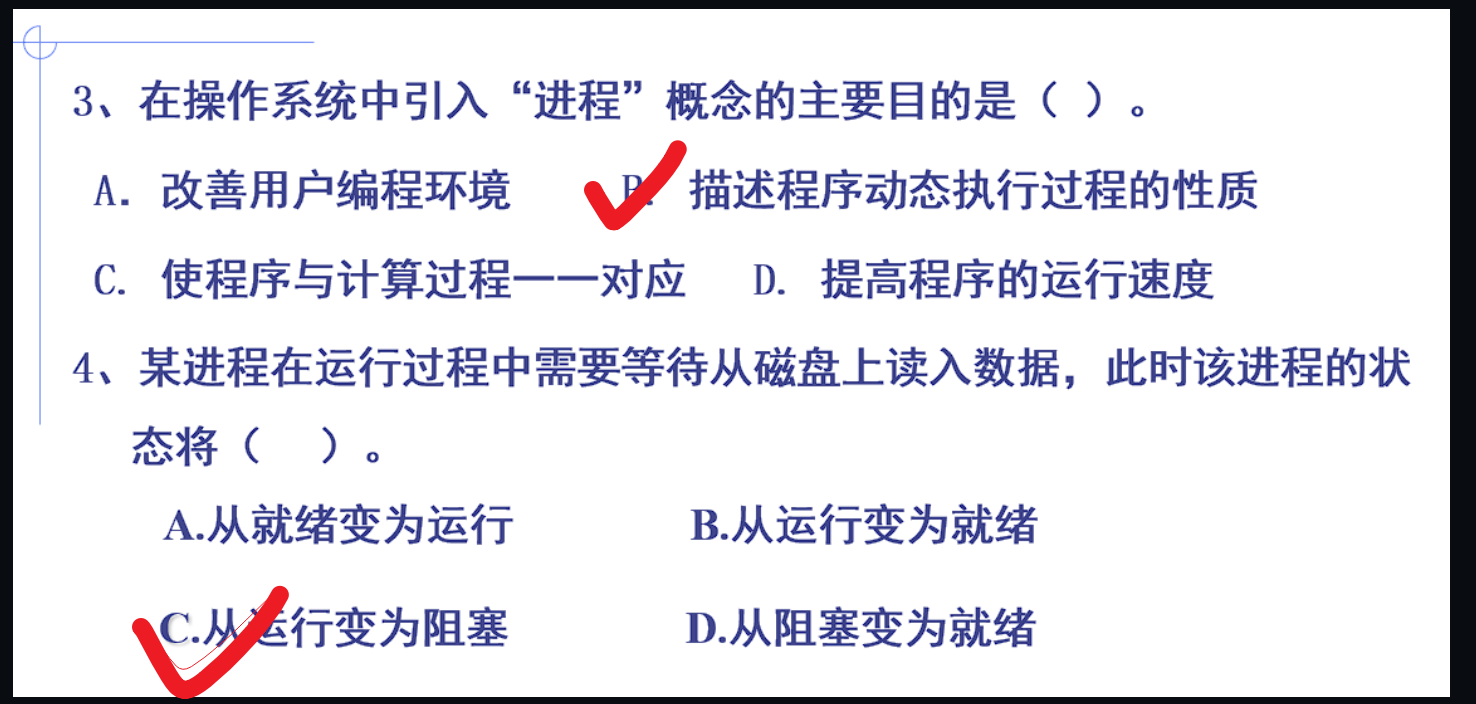 3、在操作系统中引入“进程”概念的主要目的是（ ）。
A. 改善用户编程环境 B. 描述程序动态执行过程的性质
C. 使程序与计算过程一一对应 D. 提高程序的运行速度
4、某进程在运行过程中需要等待从磁盘上读入数据，此时该进程的状
态将（ ）。
A.从就绪变为运行 B.从运行变为就绪
C.从运行变为阻塞 D.从阻塞变为就绪